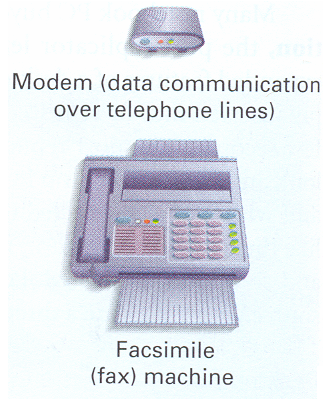 Modem (data communication
over telephone lines)
Facsimile
(fax) machine